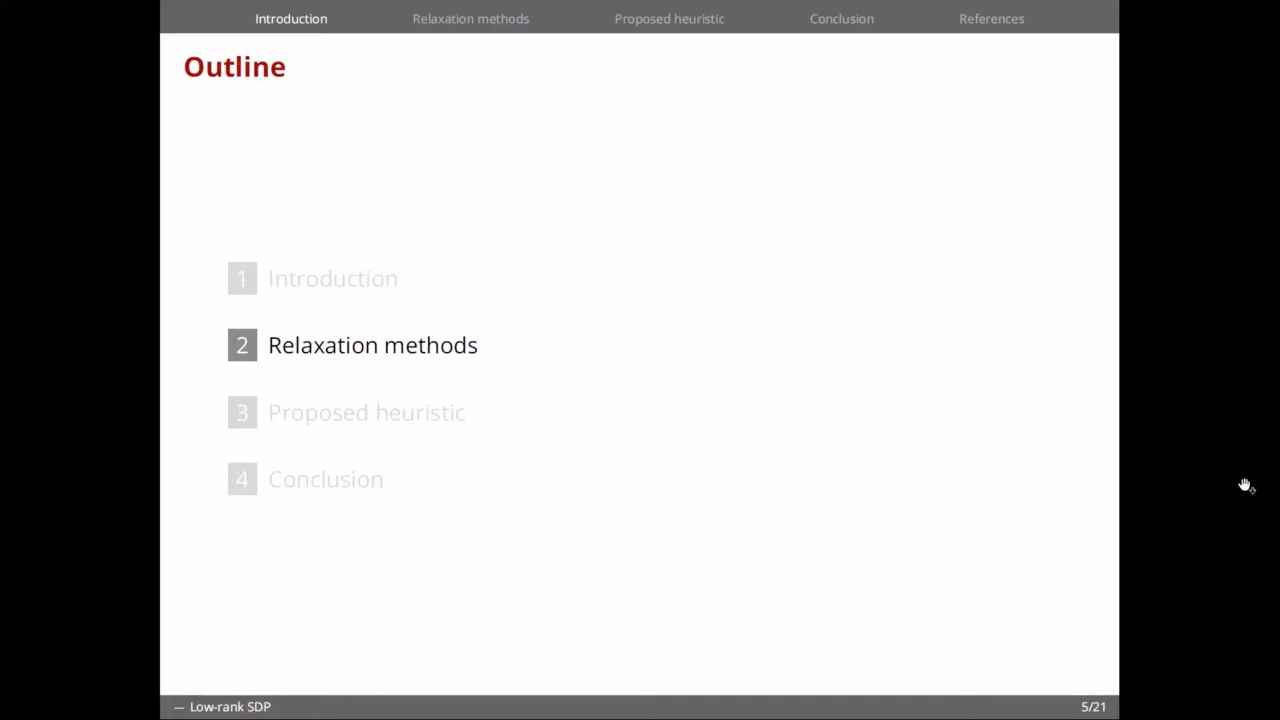 Introduction Relaxation methods Proposed heuristic Conclusion References
Outline
1 Introduction
2 Relaxation methods
3 Proposed heuristic
4 Conclusion
— Low-rank SDP 5/21